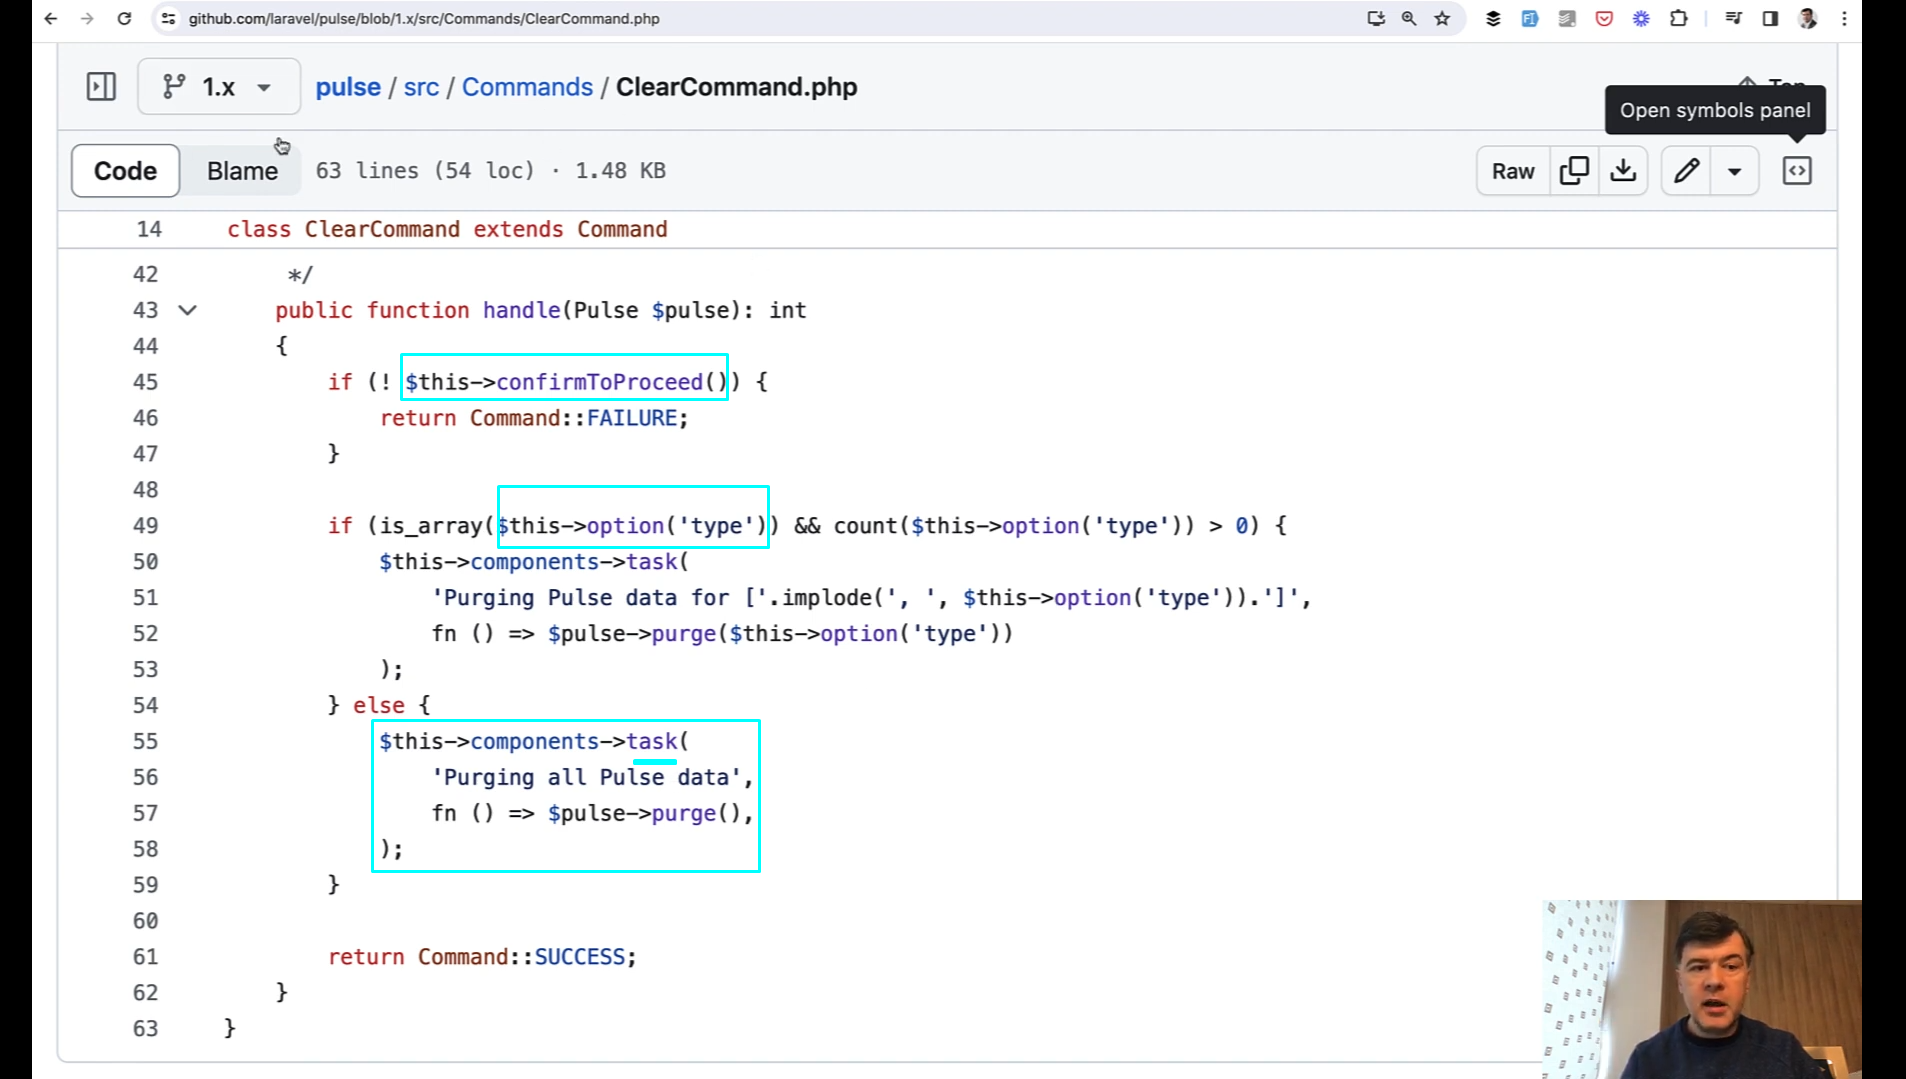 github.com/laravel/pulse/blob/1.x/src/Commands/ClearCommand.php
1.x
pulse / src / Commands / ClearCommand.php
Top
Open symbols panel
Code
Blame
63 lines (54 loc) · 1.48 KB
Raw
14 class ClearCommand extends Command
42 */
43 public function handle(Pulse $pulse): int
44 {
45 if (! $this->confirmToProceed()) {
46 return Command::FAILURE;
47 }
48
49 if (is_array($this->option('type')) && count($this->option('type')) > 0) {
50 $this->components->task(
51 'Purging Pulse data for ['.implode(', ', $this->option('type')).']',
52 fn () => $pulse->purge($this->option('type'))
53 );
54 } else {
55 $this->components->task(
56 'Purging all Pulse data',
57 fn () => $pulse->purge(),
58 );
59 }
60
61 return Command::SUCCESS;
62 }
63 }